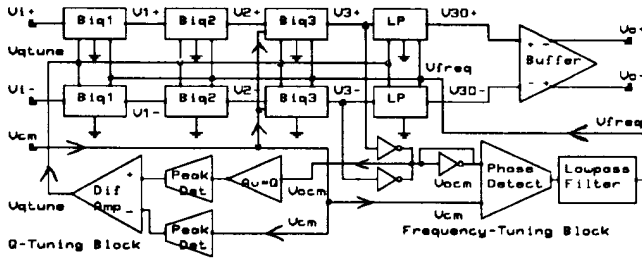 Vi+ Biq1 V1+ Biq2 V2+ Biq3 V3+ LP V30+ Vo+
Vqtune Vfreq + - Buffer - +
Vi- Biq1 V1- Biq2 V2- Biq3 V3- LP V30- Vo-
Vcm Vfreq
Dif Amp + - Peak Det Av=Q Vocm Vocm Phase Detect Lowpass Filter
Vqtune Peak Det Vcm Vcm
Q-Tuning Block Frequency-Tuning Block